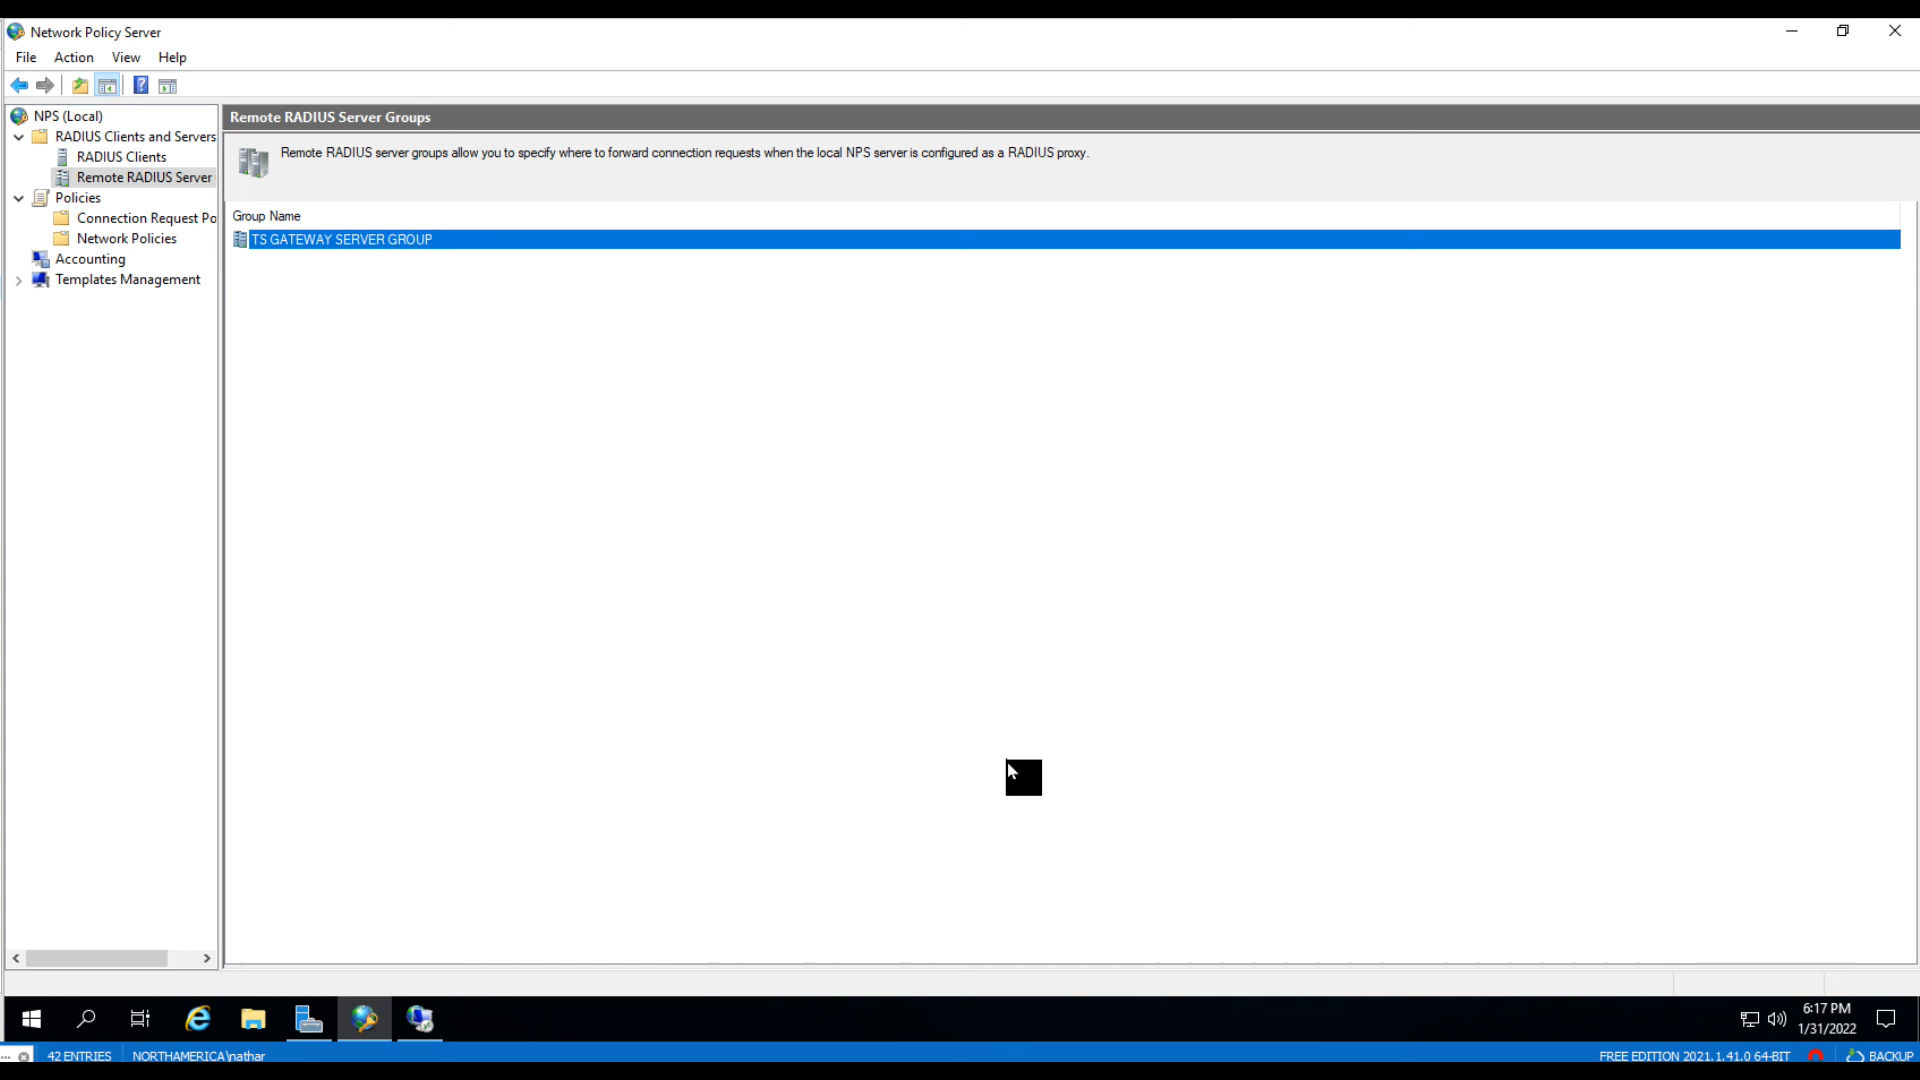 Network Policy Server
File Action View Help
NPS (Local)
RADIUS Clients and Servers
RADIUS Clients
Remote RADIUS Server
Policies
Connection Request Po
Network Policies
Accounting
Templates Management
Remote RADIUS Server Groups
Remote RADIUS server groups allow you to specify where to forward connection requests when the local NPS server is configured as a RADIUS proxy.
Group Name
TS GATEWAY SERVER GROUP
6:17 PM
1/31/2022
... 42 ENTRIES NORTHAMERICA\nathar FREE EDITION 2021.1.41.0 64-BIT BACKUP